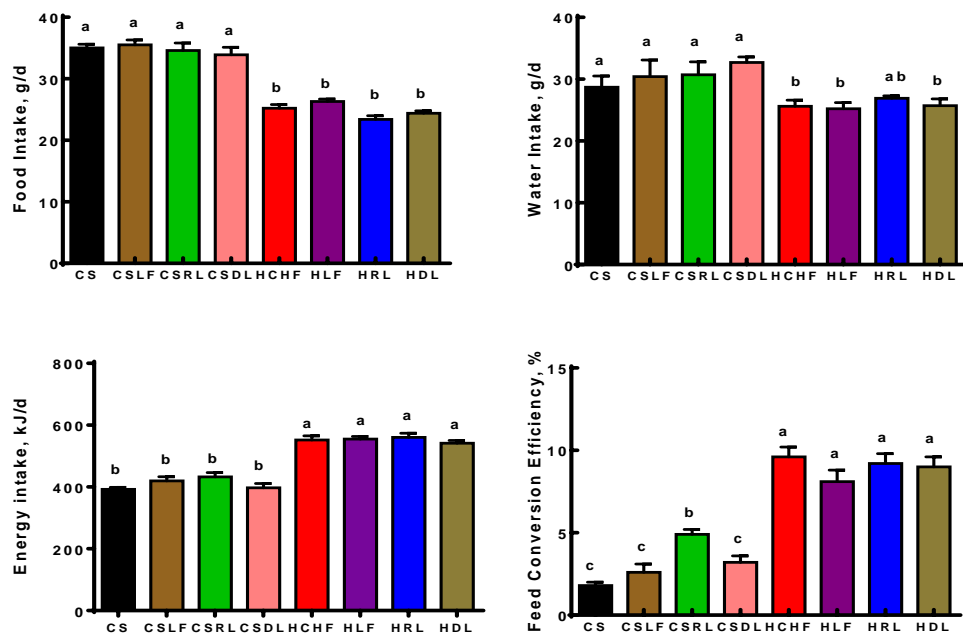 Food Intake, g/d
40
30
20
10
0
a a a a b b b b
CS CSLF CSRL CSDL HCHF HLF HRL HDL
Water Intake, g/d
40
30
20
10
0
a a a a b b ab b
CS CSLF CSRL CSDL HCHF HLF HRL HDL
Energy intake, kJ/d
800
600
400
200
0
b b b b a a a a
CS CSLF CSRL CSDL HCHF HLF HRL HDL
Feed Conversion Efficiency, %
15
10
5
0
c c b c a a a a
CS CSLF CSRL CSDL HCHF HLF HRL HDL